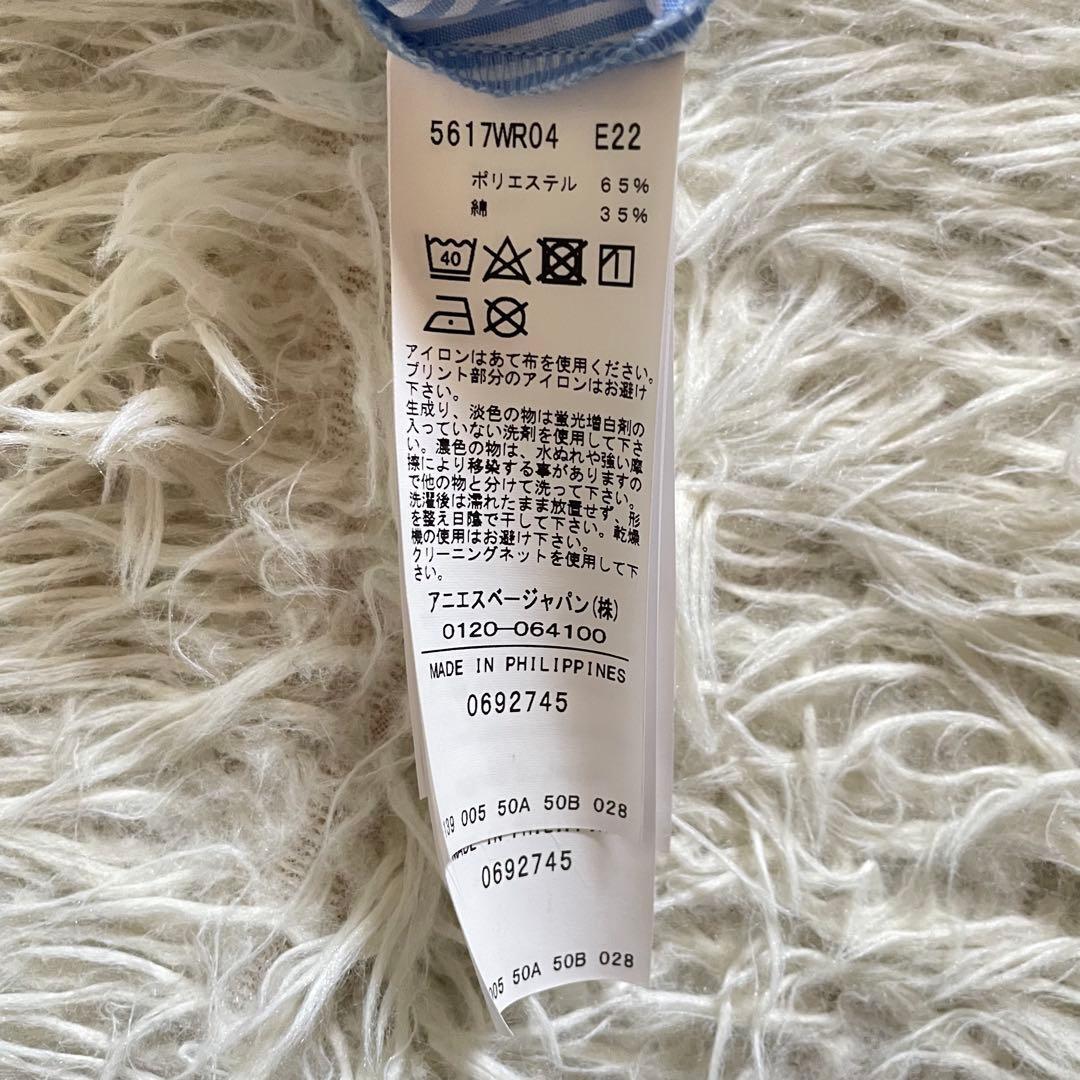 5617WR04 E22
ポリエステル 65%
綿 35%
40
アイロンはあて布を使用ください。
プリント部分のアイロンはお避け
下さい。
生成り、淡色の物は蛍光増白剤の
入っていない洗剤を使用して下さ
い。濃色の物は、水ぬれや強い摩
擦により移染する事がありますの
で他の物と分けて洗って下さい。
洗濯後は濡れたまま放置せず、形
を整え日陰で干して下さい。乾燥
機の使用はお避け下さい。
クリーニングネットを使用して下
さい。
アニエスベージャパン(株)
0120-064100
MADE IN PHILIPPINES
0692745
005 50A 50B 028
MADE IN
0692745
005 50A 50B 028